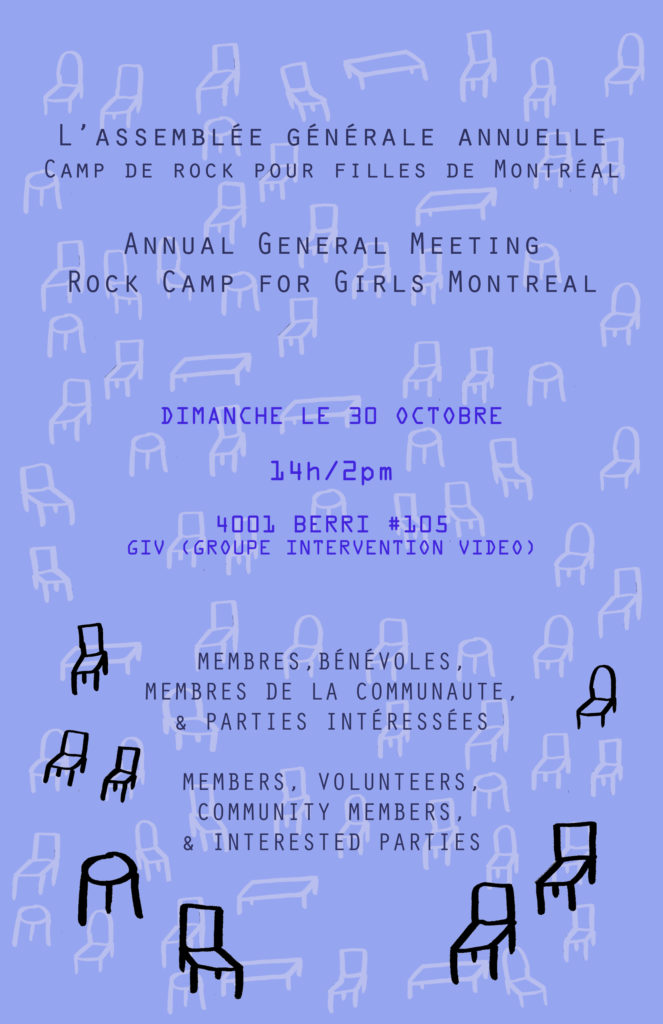 L'ASSEMBLÉE GÉNÉRALE ANNUELLE
CAMP DE ROCK POUR FILLES DE MONTRÉAL
ANNUAL GENERAL MEETING
ROCK CAMP FOR GIRLS MONTREAL
DIMANCHE LE 30 OCTOBRE
14h/2pm
4001 BERRI #105
GIV (GROUPE INTERVENTION VIDEO)
MEMBRES,BÉNÉVOLES,
MEMBRES DE LA COMMUNAUTE,
& PARTIES INTÉRESSÉES
MEMBERS, VOLUNTEERS,
COMMUNITY MEMBERS,
& INTERESTED PARTIES